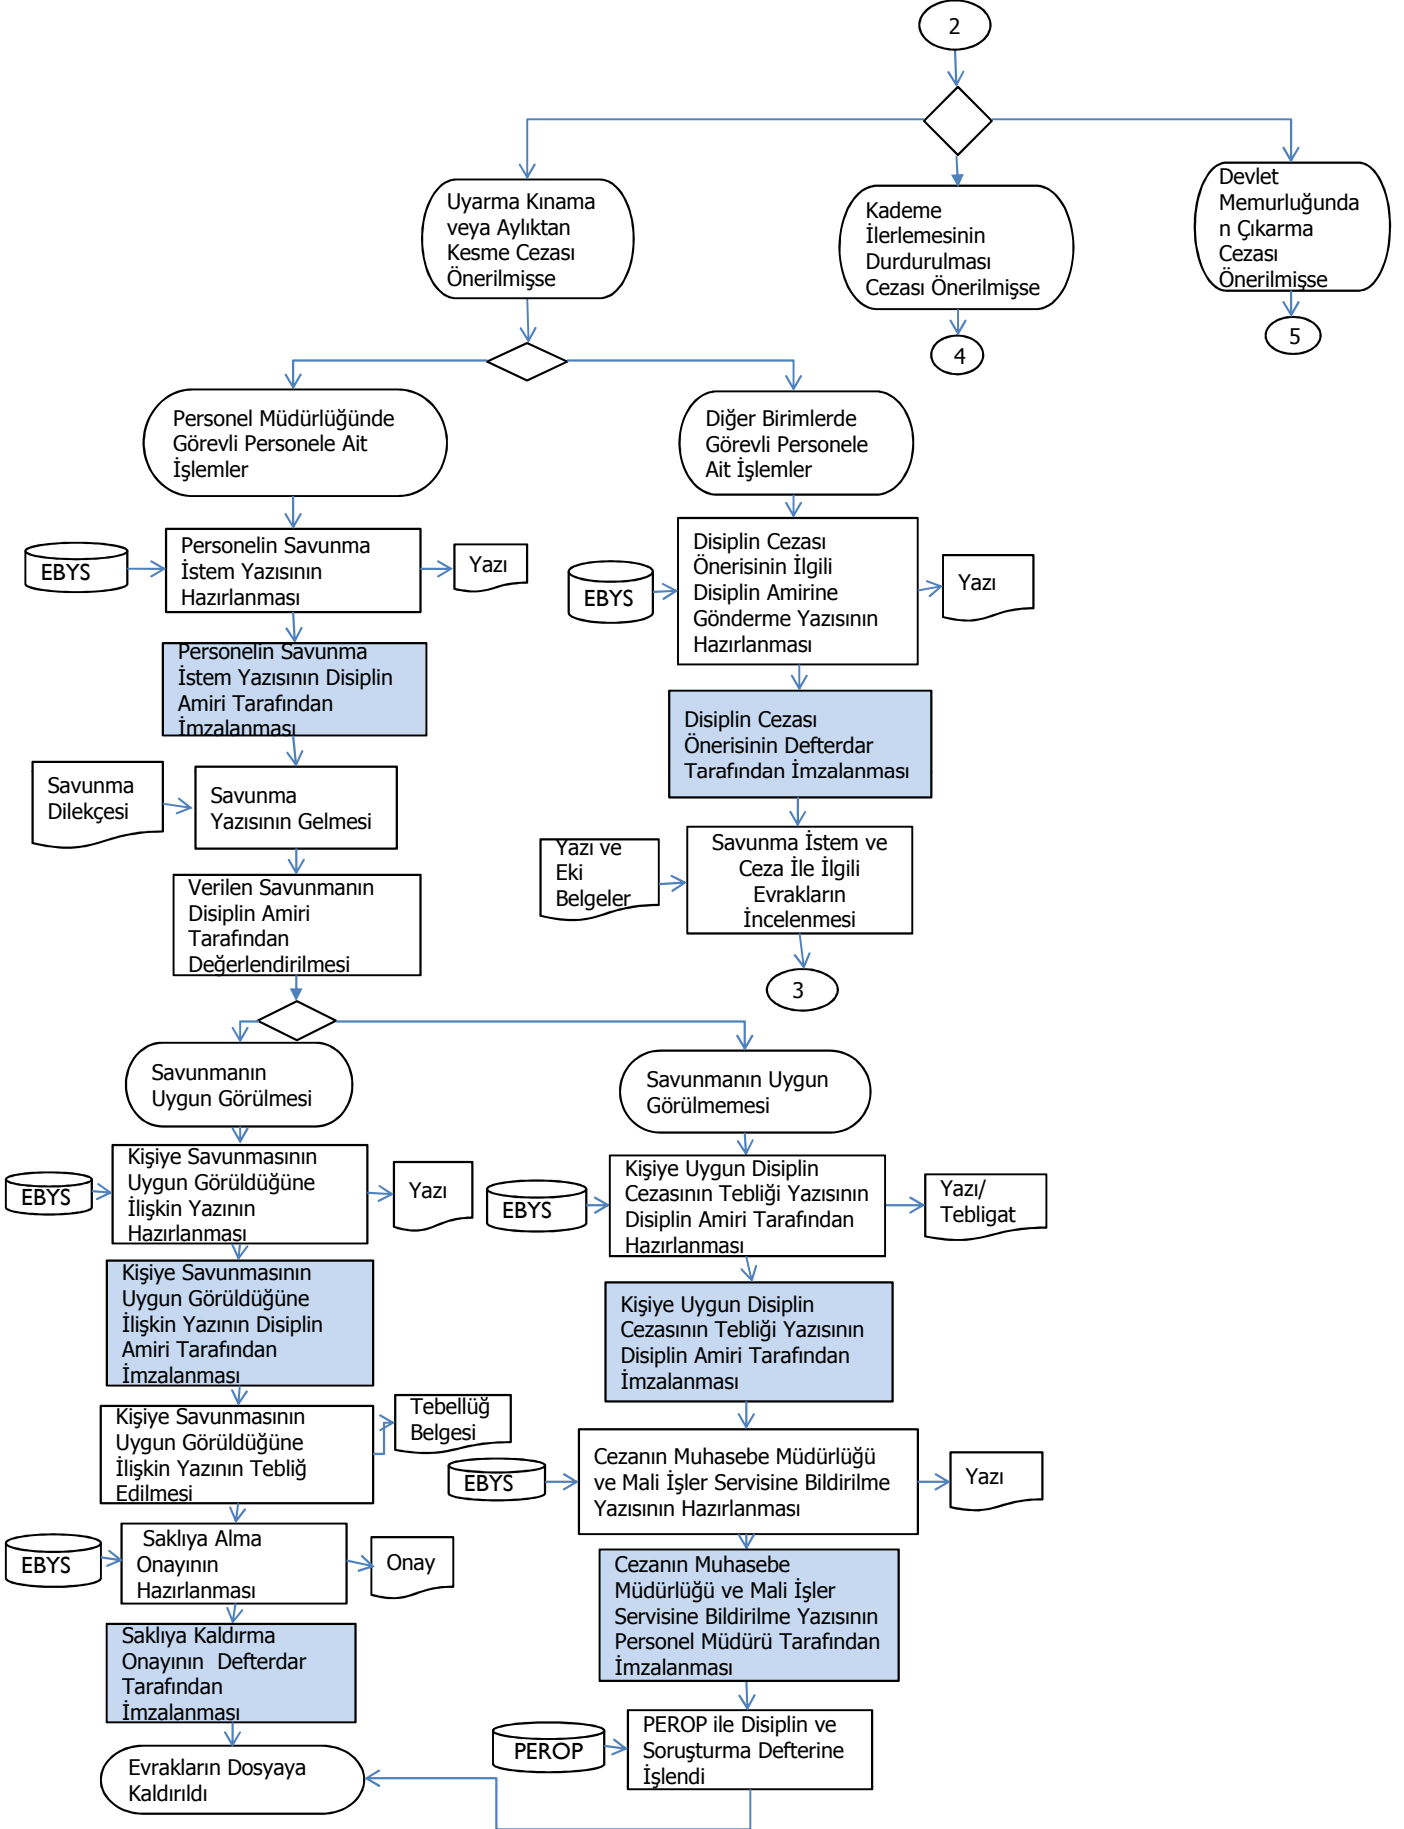 2
Uyarma Kınama
veya Aylıktan
Kesme Cezası
Önerilmişse
Kademe
İlerlemesinin
Durdurulması
Cezası Önerilmişse
Devlet
Memurluğunda
n Çıkarma
Cezası
Önerilmişse
4
5
Personel Müdürlüğünde
Görevli Personele Ait
İşlemler
Diğer Birimlerde
Görevli Personele
Ait İşlemler
EBYS
Personelin Savunma
İstem Yazısının
Hazırlanması
Yazı
EBYS
Disiplin Cezası
Önerisinin İlgili
Disiplin Amirine
Gönderme Yazısının
Hazırlanması
Yazı
Personelin Savunma
İstem Yazısının Disiplin
Amiri Tarafından
İmzalanması
Disiplin Cezası
Önerisinin Defterdar
Tarafından İmzalanması
Savunma
Dilekçesi
Savunma
Yazısının Gelmesi
Yazı ve
Eki
Belgeler
Savunma İstem ve
Ceza İle İlgili
Evrakların
İncelenmesi
Verilen Savunmanın
Disiplin Amiri
Tarafından
Değerlendirilmesi
3
Savunmanın
Uygun Görülmesi
Savunmanın Uygun
Görülmemesi
EBYS
Kişiye Savunmasının
Uygun Görüldüğüne
İlişkin Yazının
Hazırlanması
Yazı
EBYS
Kişiye Uygun Disiplin
Cezasının Tebliği Yazısının
Disiplin Amiri Tarafından
Hazırlanması
Yazı/
Tebligat
Kişiye Savunmasının
Uygun Görüldüğüne
İlişkin Yazının Disiplin
Amiri Tarafından
İmzalanması
Kişiye Uygun Disiplin
Cezasının Tebliği Yazısının
Disiplin Amiri Tarafından
İmzalanması
Kişiye Savunmasının
Uygun Görüldüğüne
İlişkin Yazının Tebliğ
Edilmesi
Tebellüğ
Belgesi
EBYS
Cezanın Muhasebe Müdürlüğü
ve Mali İşler Servisine Bildirilme
Yazısının Hazırlanması
Yazı
EBYS
Saklıya Alma
Onayının
Hazırlanması
Onay
Cezanın Muhasebe
Müdürlüğü ve Mali İşler
Servisine Bildirilme Yazısının
Personel Müdürü Tarafından
İmzalanması
Saklıya Kaldırma
Onayının  Defterdar
Tarafından
İmzalanması
PEROP
PEROP ile Disiplin ve
Soruşturma Defterine
İşlendi
Evrakların Dosyaya
Kaldırıldı